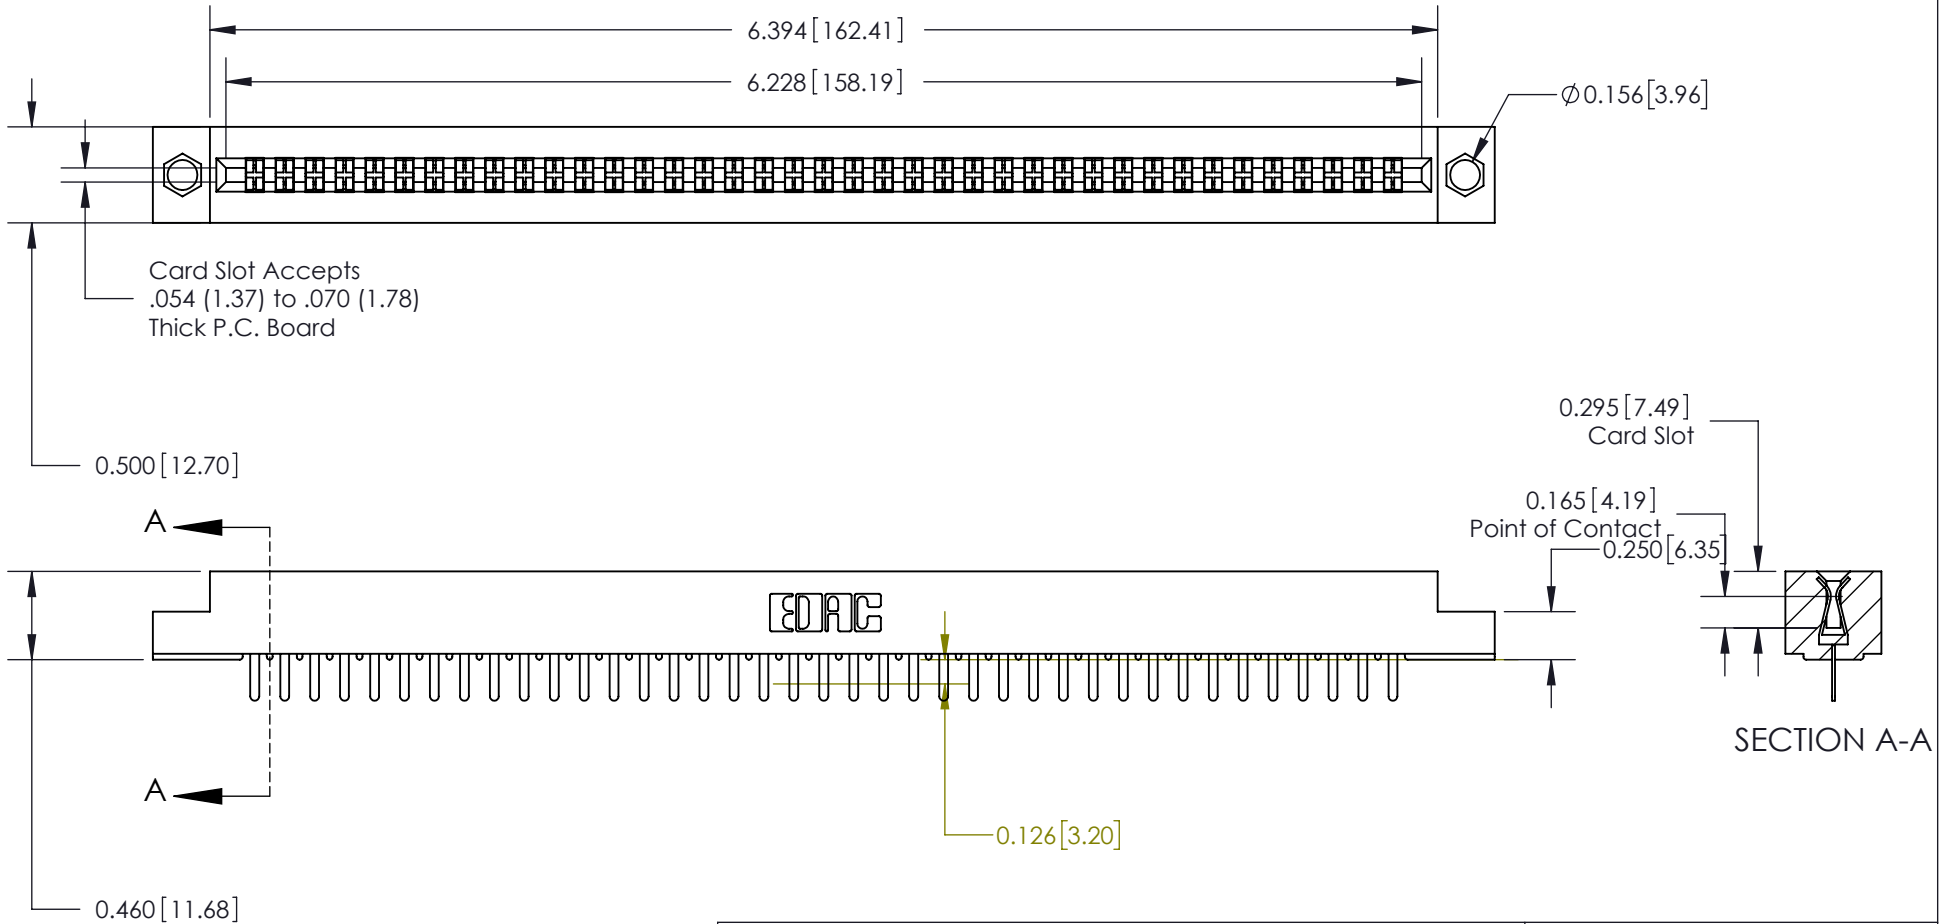 6.394[162.41]
6.228[158.19]
Ø0.156[3.96]
Card Slot Accepts
.054 (1.37) to .070 (1.78)
Thick P.C. Board
0.500[12.70]
0.295[7.49]
Card Slot
0.165[4.19]
Point of Contact
0.250[6.35]
A
EDAC
SECTION A-A
A
0.126[3.20]
0.460[11.68]